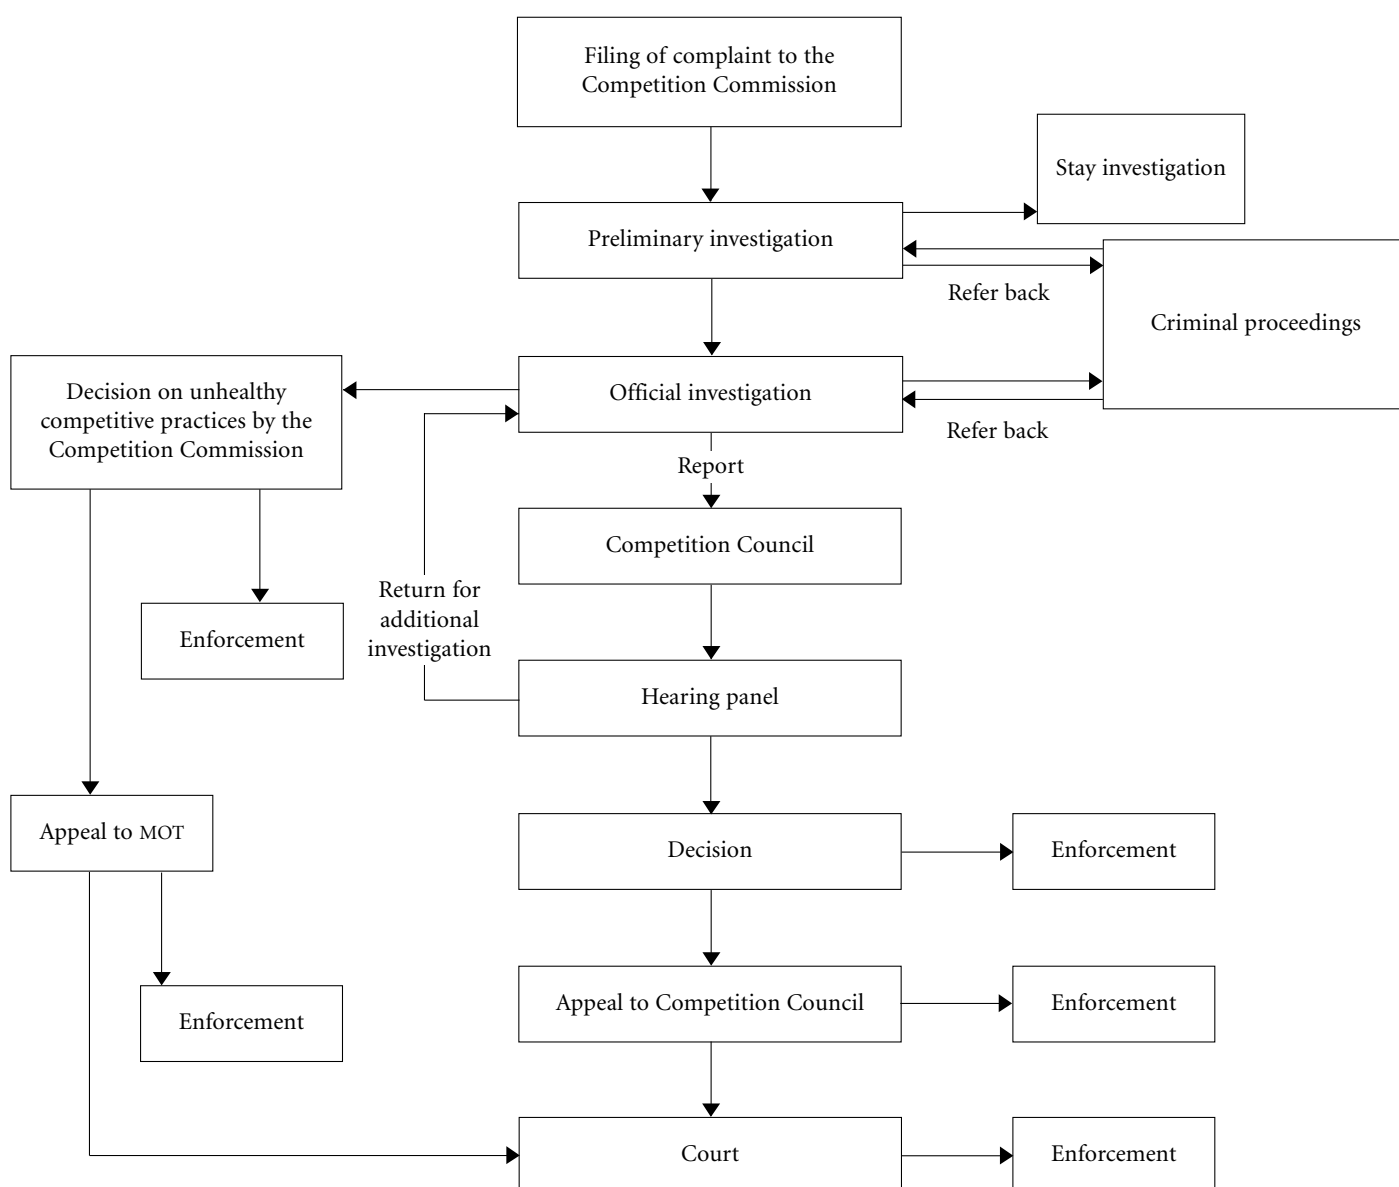 Filing of complaint to the
Competition Commission
Stay investigation
Preliminary investigation
Refer back
Criminal proceedings
Decision on unhealthy
competitive practices by the
Competition Commission
Official investigation
Refer back
Report
Competition Council
Return for
additional
investigation
Enforcement
Hearing panel
Appeal to MOT
Decision
Enforcement
Enforcement
Appeal to Competition Council
Enforcement
Court
Enforcement